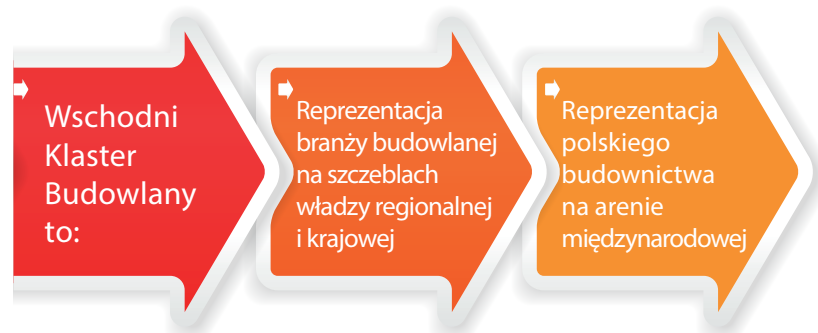 Wschodni
Klaster
Budowlany
to:
Reprezentacja
branży budowlanej
na szczeblach
władzy regionalnej
i krajowej
Reprezentacja
polskiego
budownictwa
na arenie
międzynarodowej